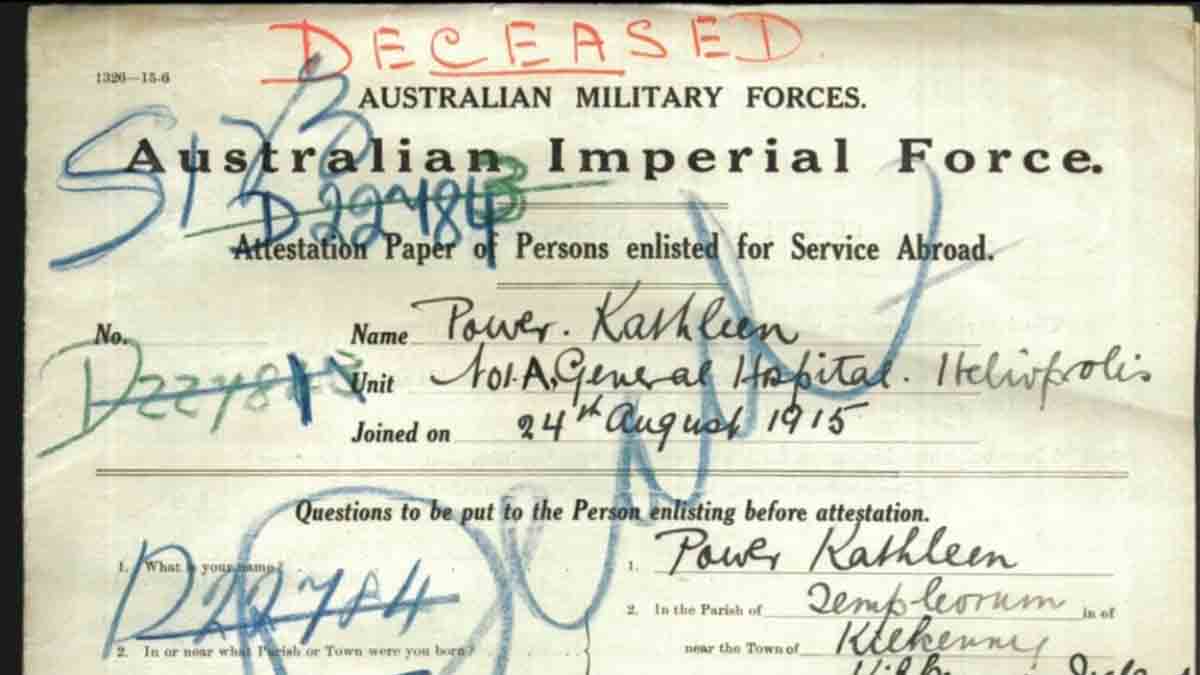 DECEASED.
1326—15-6
AUSTRALIAN MILITARY FORCES.
Australian Imperial Force.
D22484
Attestation Paper of Persons enlisted for Service Abroad.
No.
Name Power. Kathleen
Unit No1.A,General Hospital. Heliopolis
Joined on 24th August 1915
Questions to be put to the Person enlisting before attestation.
1. What is your name?
1. Power Kathleen
2. In the Parish of Templeorum in or
2. In or near what Parish or Town were you born?
near the Town of Kilkenny